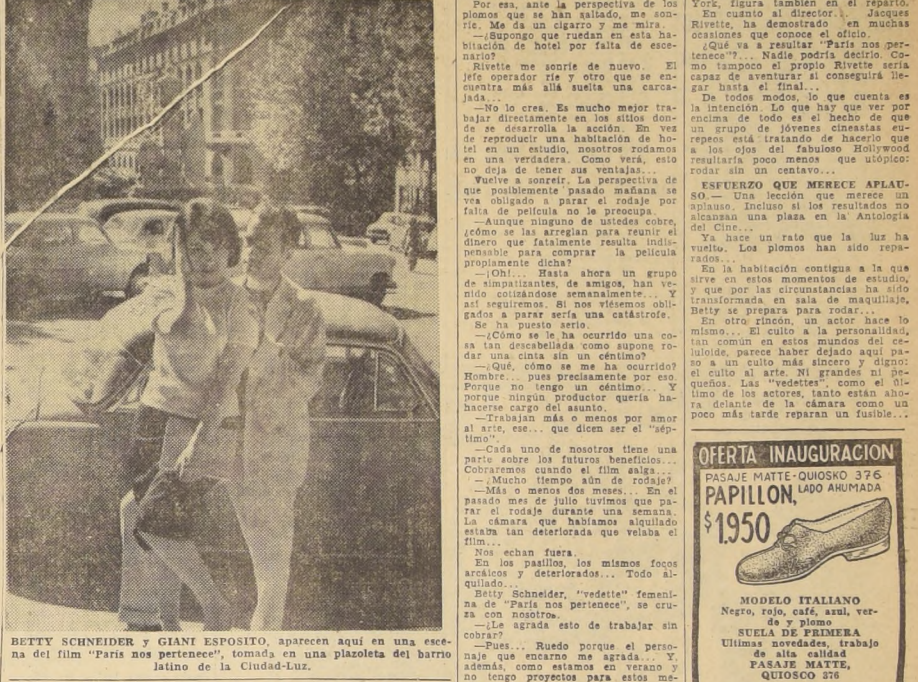 BETTY SCHNEIDER y GIANI ESPOSITO, aparecen aquí en una esce-
na del film "París nos pertenece", tomada en una plazoleta del barrio
latino de la Ciudad-Luz.
Por esa, ante la perspectiva de los
plomos que se han saltado, me son-
ríe. Me da un cigarro y me mira.
—¿Supongo que ruedan en esta ha-
bitación de hotel por falta de esce-
nario?
Rivette me sonríe de nuevo. El
jefe operador ríe y otro que se en-
cuentra más allá suelta una carca-
jada...
—No lo crea. Es mucho mejor tra-
bajar directamente en los sitios don-
de se desarrolla la acción. En vez
de reproducir una habitación de ho-
tel en un estudio, nosotros rodamos
en una verdadera. Como verá, esto
no deja de tener sus ventajas...
Vuelve a sonreir. La perspectiva de
que posiblemente pasado mañana se
vea obligado a parar el rodaje por
falta de película no le preocupa.
—Aunque ninguno de ustedes cobre,
¿cómo se las arreglan para reunir el
dinero que fatalmente resulta indis-
pensable para comprar la película
propiamente dicha?
—¡Oh!... Hasta ahora un grupo
de simpatizantes, de amigos, han ve-
nido cotizándose semanalmente... Y
así seguiremos. Si nos viésemos obli-
gados a parar sería una catástrofe.
Se ha puesto serio.
—¿Cómo se le ha ocurrido una co-
sa tan descabellada como supone ro-
dar una cinta sin un céntimo?
—¿Qué, cómo se me ha ocurrido?
Hombre... pues precisamente por eso.
Porque no tengo un céntimo... Y
porque ningún productor quería ha-
hacerse cargo del asunto.
—Trabajan más o menos por amor
al arte, ese... que dicen ser el "sép-
timo".
—Cada uno de nosotros tiene una
parte sobre los futuros beneficios...
Cobraremos cuando el film salga...
—¿Mucho tiempo aún de rodaje?
—Más o menos dos meses... En el
pasado mes de julio tuvimos que pa-
rar el rodaje durante una semana.
La cámara que habíamos alquilado
estaba tan deteriorada que velaba el
film...
Nos echan fuera.
En los pasillos, los mismos focos
arcáicos y deteriorados... Todo al-
quilado...
Betty Schneider, "vedette" femeni-
na de "París nos pertenece", se cru-
za con nosotros.
—¿Le agrada esto de trabajar sin
cobrar?
—Pues... Ruedo porque el perso-
naje que encarno me agrada... Y,
además, como estamos en verano y
no tengo proyectos para estos me-
York, figura también en el reparto.
En cuanto al director... Jacques
Rivette, ha demostrado en muchas
ocasiones que conoce el oficio.
¿Qué va a resultar "París nos per-
tenece"?... Nadie podría decirlo. Co-
mo tampoco el propio Rivette sería
capaz de aventurar si conseguirá lle-
gar hasta el final...
De todos modos, lo que cuenta es
la intención. Lo que hay que ver por
encima de todo es el hecho de que
un grupo de jóvenes cineastas eu-
repeos está tratando de hacerlo que
a los ojos del fabuloso Hollywood
resultaría poco menos que utópico:
rodar sin un centavo...
ESFUERZO QUE MERECE APLAU-
SO.— Una lección que merece un
aplauso. Incluso si los resultados no
alcanzan una plaza en la Antología
del Cine...
Ya hace un rato que la luz ha
vuelto. Los plomos han sido repa-
rados...
En la habitación contigua a la que
sirve en estos momentos de estudio,
y que por las circunstancias ha sido
transformada en sala de maquillaje,
Betty se prepara para rodar...
En otro rincón, un actor hace lo
mismo... El culto a la personalidad,
tan común en estos mundos del ce-
luloide, parece haber dejado aquí pa-
so a un culto más sincero y digno:
el culto al arte. Ni grandes ni pe-
queños. Las "vedettes", como el úl-
timo de los actores, tanto están aho-
ra delante de la cámara como un
poco más tarde reparan un fusible...
OFERTA INAUGURACION
PASAJE MATTE-QUIOSKO 376
PAPILLON, LADO AHUMADA
$1.950
MODELO ITALIANO
Negro, rojo, café, azul, ver-
de y plomo
SUELA DE PRIMERA
Ultimas novedades, trabajo
de alta calidad
PASAJE MATTE,
QUIOSCO 376